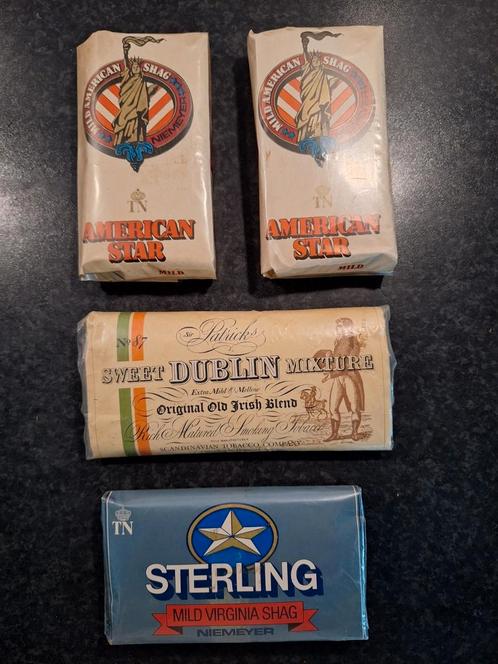 MILD AMERICAN SHAG
NIEMEYER
TN
AMERICAN
STAR
MILD
MILD AMERICAN SHAG
TN
AMERICAN
STAR
MILD
Nº 87
Sir Patrick's
SWEET DUBLIN MIXTURE
Extra Mild & Mellow
Original Old Irish Blend
Rich Matured Smoking Tobacco
SCANDINAVIAN TOBACCO COMPANY
TN
STERLING
MILD VIRGINIA SHAG
NIEMEYER